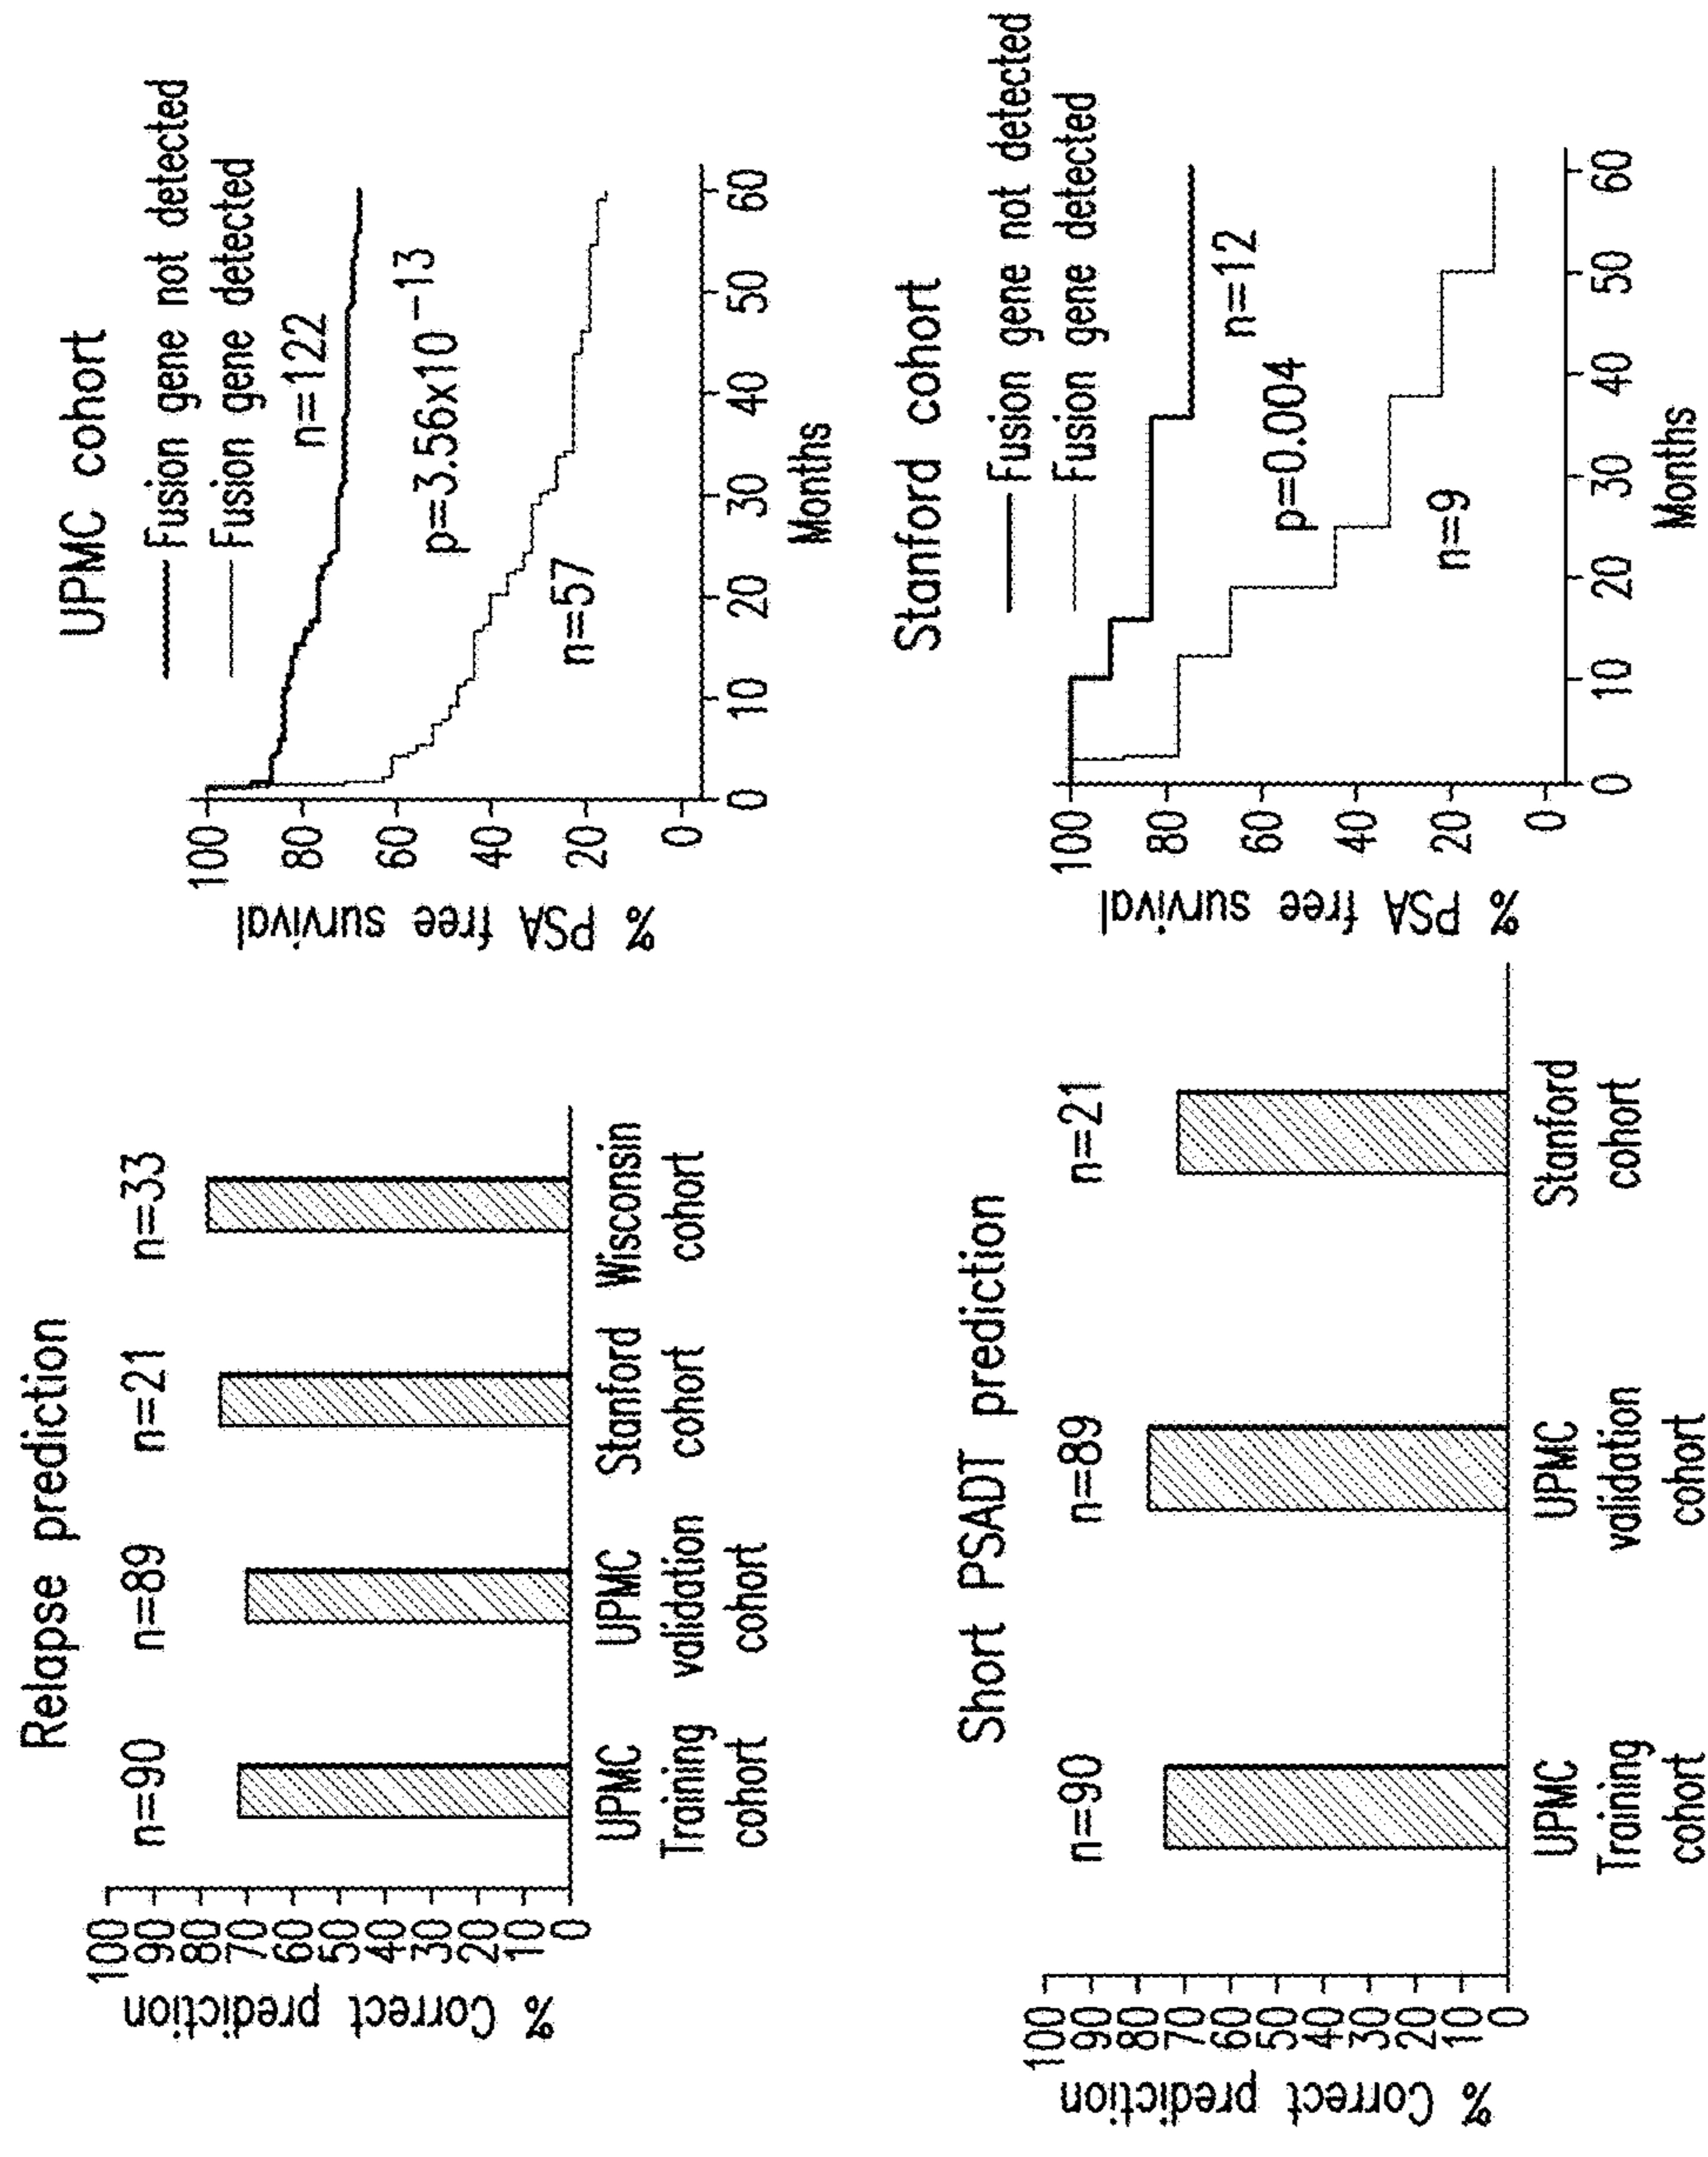 Relapse prediction
% Correct prediction
100
90
80
70
60
50
40
30
20
10
0
n=90
n=89
n=21
n=33
UPMC
Training
cohort
UPMC
validation
cohort
Stanford
cohort
Wisconsin
cohort
UPMC cohort
Fusion gene not detected
Fusion gene detected
n=122
p=3.56x10−13
n=57
% PSA free survival
100
80
60
40
20
0
0 10 20 30 40 50 60
Months
Short PSADT prediction
% Correct prediction
100
90
80
70
60
50
40
30
20
10
0
n=90
n=89
n=21
UPMC
Training
cohort
UPMC
validation
cohort
Stanford
cohort
Stanford cohort
Fusion gene not detected
Fusion gene detected
n=12
p=0.004
n=9
% PSA free survival
100
80
60
40
20
0
0 10 20 30 40 50 60
Months